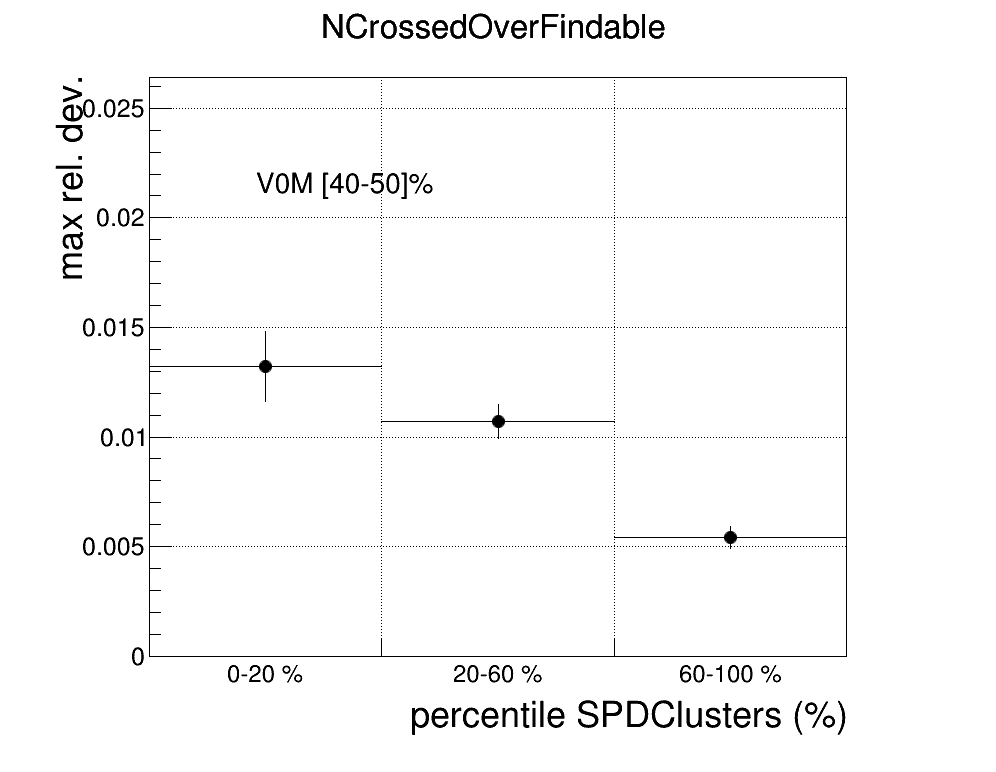 NCrossedOverFindable
max rel. dev.
0.025
V0M [40-50]%
0.02
0.015
0.01
0.005
0
0-20 %
20-60 %
60-100 %
percentile SPDClusters (%)